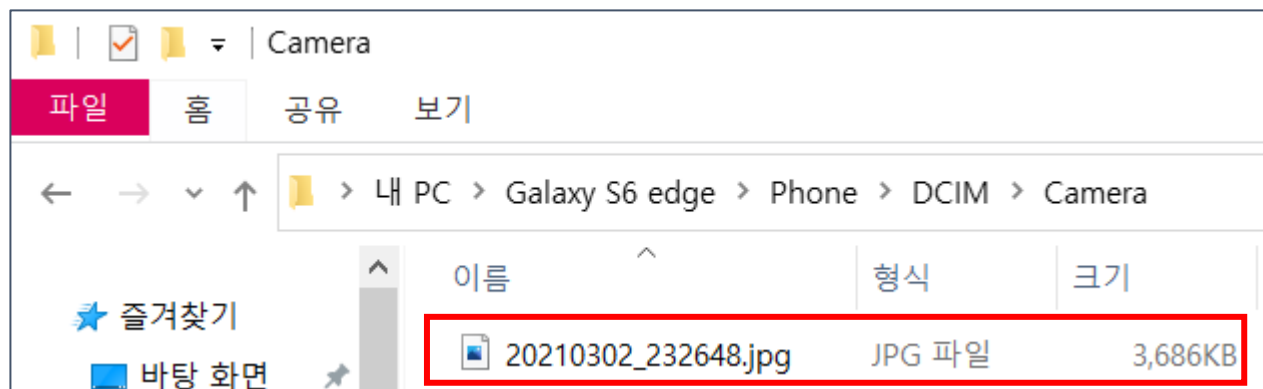 Camera
파일 홈 공유 보기
내 PC > Galaxy S6 edge > Phone > DCIM > Camera
이름 형식 크기
즐겨찾기
20210302_232648.jpg JPG 파일 3,686KB
바탕 화면